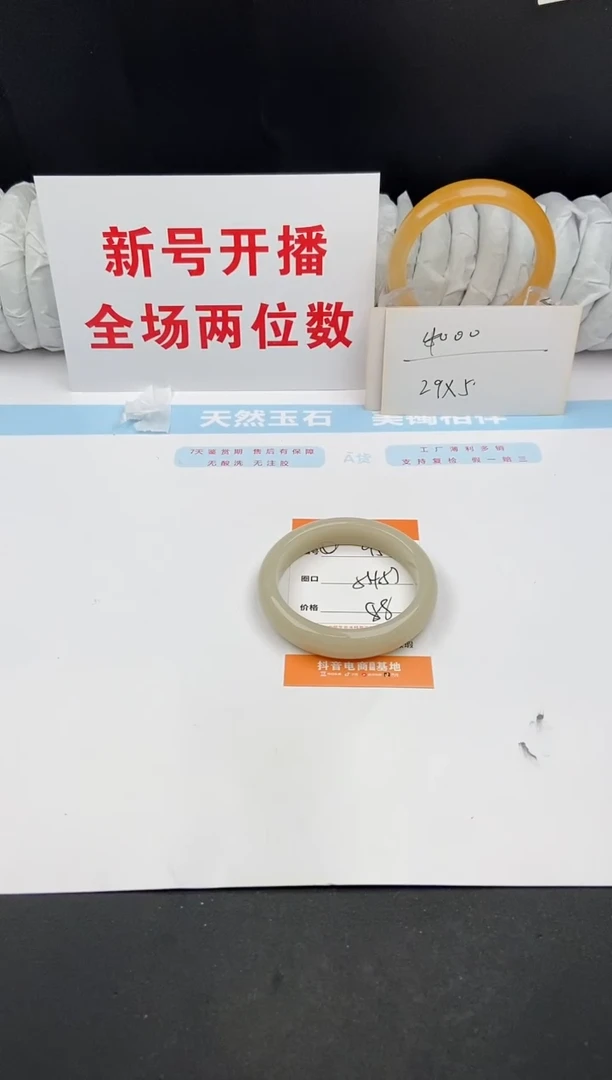 新号开播
全场两位数
4000
29X5
天然玉石
7天鉴赏期 售后有保障
无酸洗 无注胶
A货
工厂薄利多销
支持复检 假一赔三
圈口
价格 88
抖音电商 基地